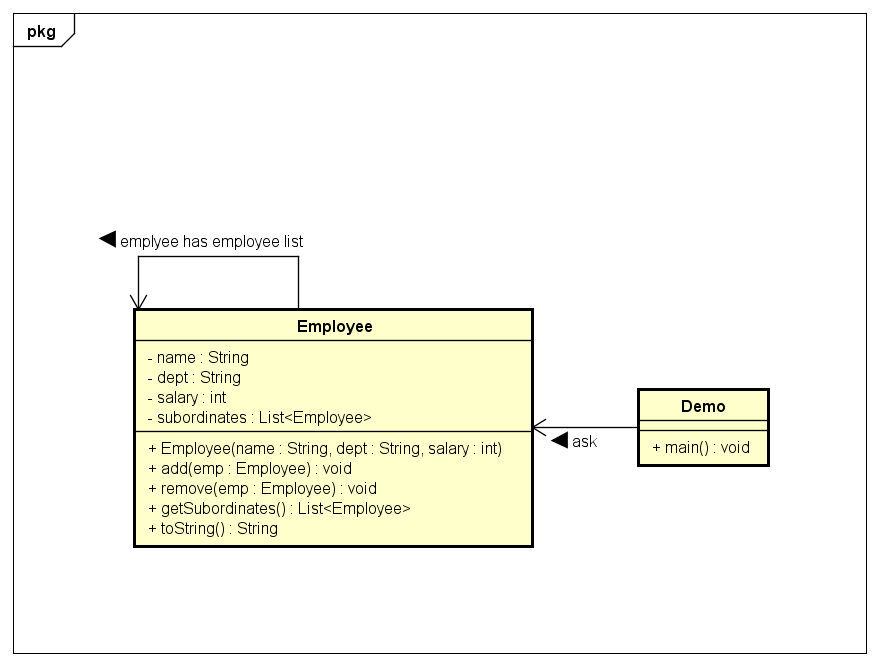 pkg
emplyee has employee list
Employee
- name : String
- dept : String
- salary : int
- subordinates : List<Employee>
+ Employee(name : String, dept : String, salary : int)
+ add(emp : Employee) : void
+ remove(emp : Employee) : void
+ getSubordinates() : List<Employee>
+ toString() : String
Demo
+ main() : void
ask